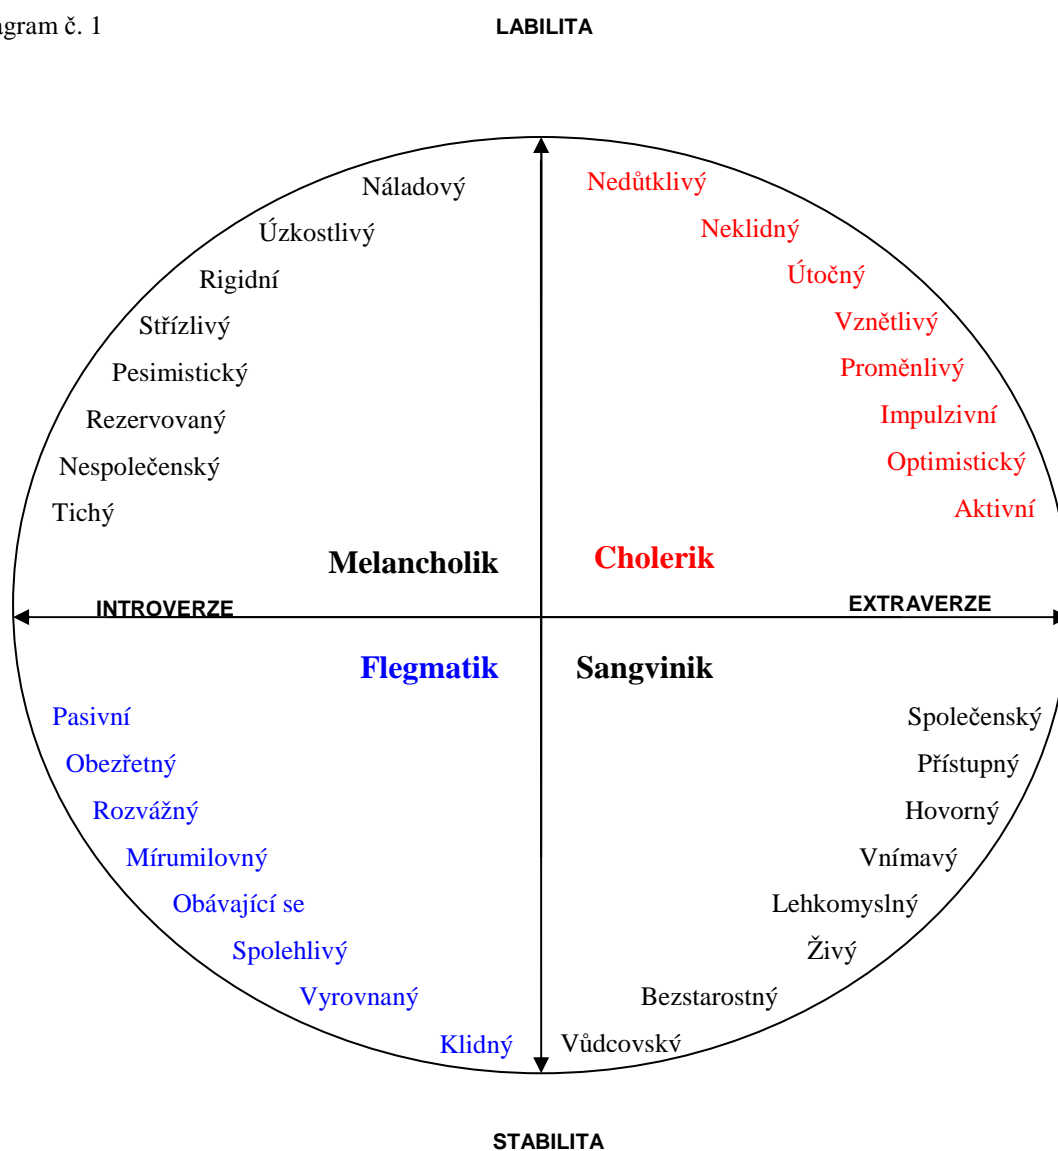 agram č. 1
LABILITA
Náladový
Úzkostlivý
Rigidní
Střízlivý
Pesimistický
Rezervovaný
Nespolečenský
Tichý
Nedůtklivý
Neklidný
Útočný
Vznětlivý
Proměnlivý
Impulzivní
Optimistický
Aktivní
Melancholik
Cholerik
INTROVERZE
EXTRAVERZE
Flegmatik
Sangvinik
Pasivní
Obezřetný
Rozvážný
Mírumilovný
Obávající se
Spolehlivý
Vyrovnaný
Klidný
Společenský
Přístupný
Hovorný
Vnímavý
Lehkomyslný
Živý
Bezstarostný
Vůdcovský
STABILITA